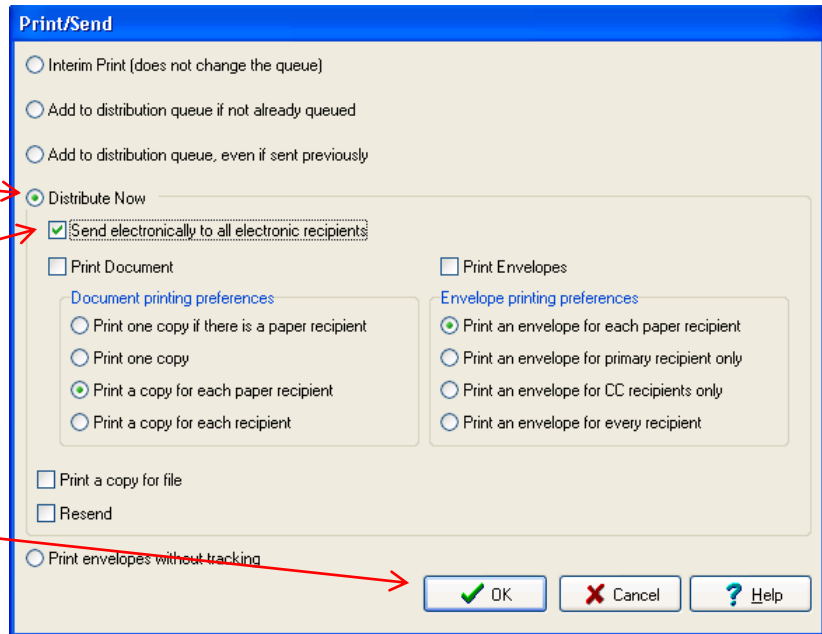 Print/Send
Interim Print (does not change the queue)
Add to distribution queue if not already queued
Add to distribution queue, even if sent previously
Distribute Now
Send electronically to all electronic recipients
Print Document
Print Envelopes
Document printing preferences
Print one copy if there is a paper recipient
Print one copy
Print a copy for each paper recipient
Print a copy for each recipient
Envelope printing preferences
Print an envelope for each paper recipient
Print an envelope for primary recipient only
Print an envelope for CC recipients only
Print an envelope for every recipient
Print a copy for file
Resend
Print envelopes without tracking
OK
Cancel
Help